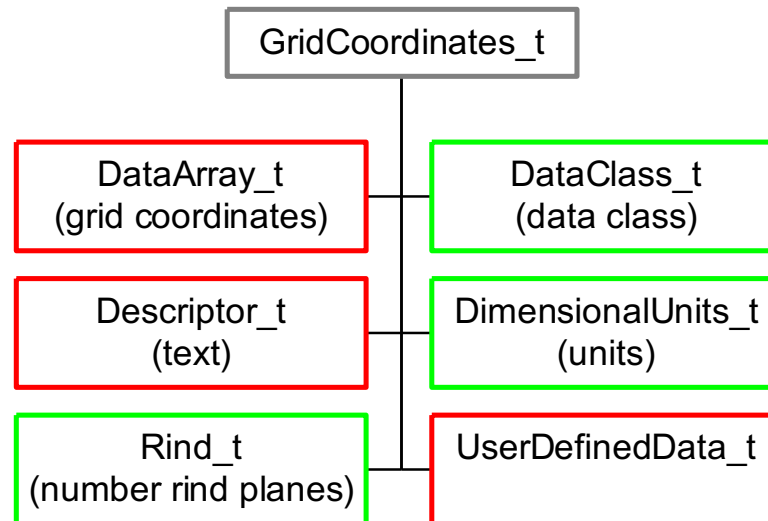 GridCoordinates_t
DataArray_t
(grid coordinates)
DataClass_t
(data class)
Descriptor_t
(text)
DimensionalUnits_t
(units)
Rind_t
(number rind planes)
UserDefinedData_t